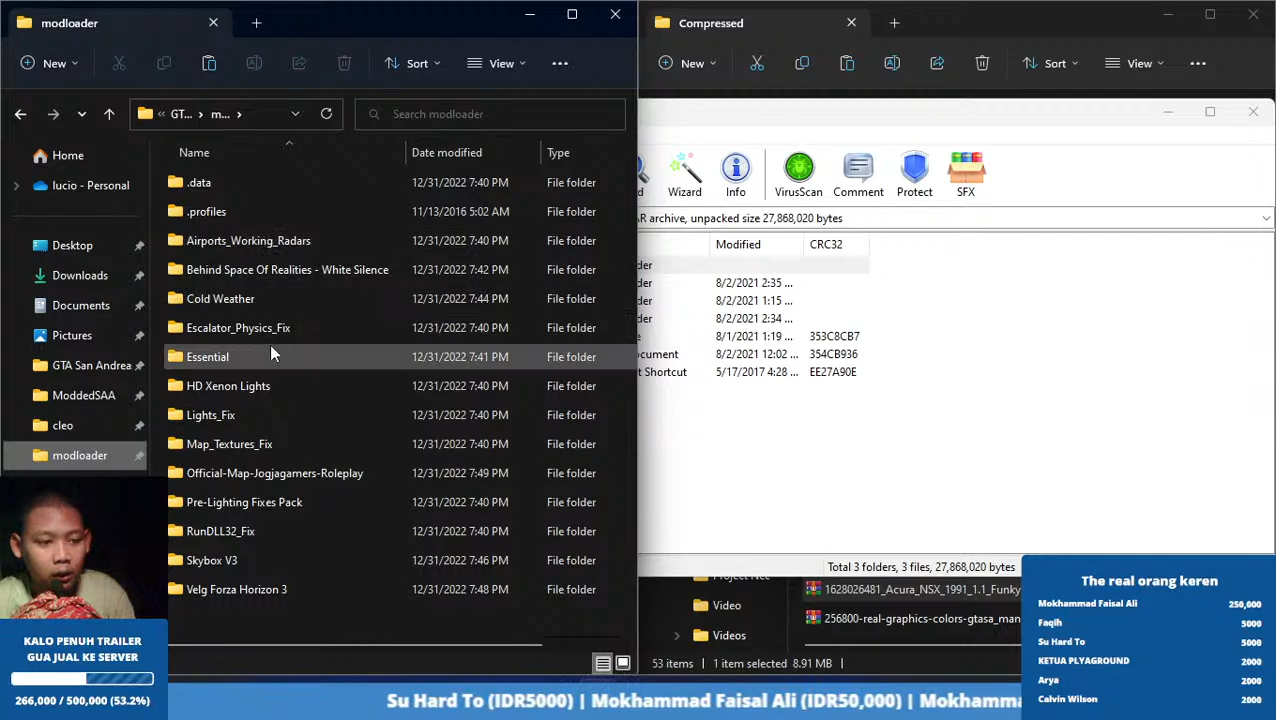 modloader
Compressed
New
Sort
View
New
Sort
View
GT...
m...
Search modloader
Name
Date modified
Type
Home
lucio - Personal
Desktop
Downloads
Documents
Pictures
GTA San Andrea
ModdedSAA
cleo
modloader
.data 12/31/2022 7:40 PM File folder
.profiles 11/13/2016 5:02 AM File folder
Airports_Working_Radars 12/31/2022 7:40 PM File folder
Behind Space Of Realities - White Silence 12/31/2022 7:42 PM File folder
Cold Weather 12/31/2022 7:44 PM File folder
Escalator_Physics_Fix 12/31/2022 7:40 PM File folder
Essential 12/31/2022 7:41 PM File folder
HD Xenon Lights 12/31/2022 7:40 PM File folder
Lights_Fix 12/31/2022 7:40 PM File folder
Map_Textures_Fix 12/31/2022 7:40 PM File folder
Official-Map-Jogjagamers-Roleplay 12/31/2022 7:49 PM File folder
Pre-Lighting Fixes Pack 12/31/2022 7:40 PM File folder
RunDLL32_Fix 12/31/2022 7:40 PM File folder
Skybox V3 12/31/2022 7:46 PM File folder
Velg Forza Horizon 3 12/31/2022 7:48 PM File folder
d Wizard Info VirusScan Comment Protect SFX
AR archive, unpacked size 27,868,020 bytes
Modified CRC32
der
der 8/2/2021 2:35 ...
der 8/2/2021 1:15 ...
der 8/2/2021 2:34 ...
e 8/1/2021 1:19 ... 353C8CB7
ocument 8/2/2021 12:02 ... 354CB936
t Shortcut 5/17/2017 4:28 ... EE27A90E
Total 3 folders, 3 files, 27,868,020 bytes
1628026481_Acura_NSX_1991_1.1_Funky
Video
256800-real-graphics-colors-gtasa_man
Videos
53 items 1 item selected 8.91 MB
The real orang keren
Mokhammad Faisal Ali 250,000
Faqih 5000
Su Hard To 5000
KETUA PLYAGROUND 2000
Arya 2000
Calvin Wilson 2000
KALO PENUH TRAILER
GUA JUAL KE SERVER
266,000 / 500,000 (53.2%)
Su Hard To (IDR5000) | Mokhammad Faisal Ali (IDR50,000) | Mokhamma